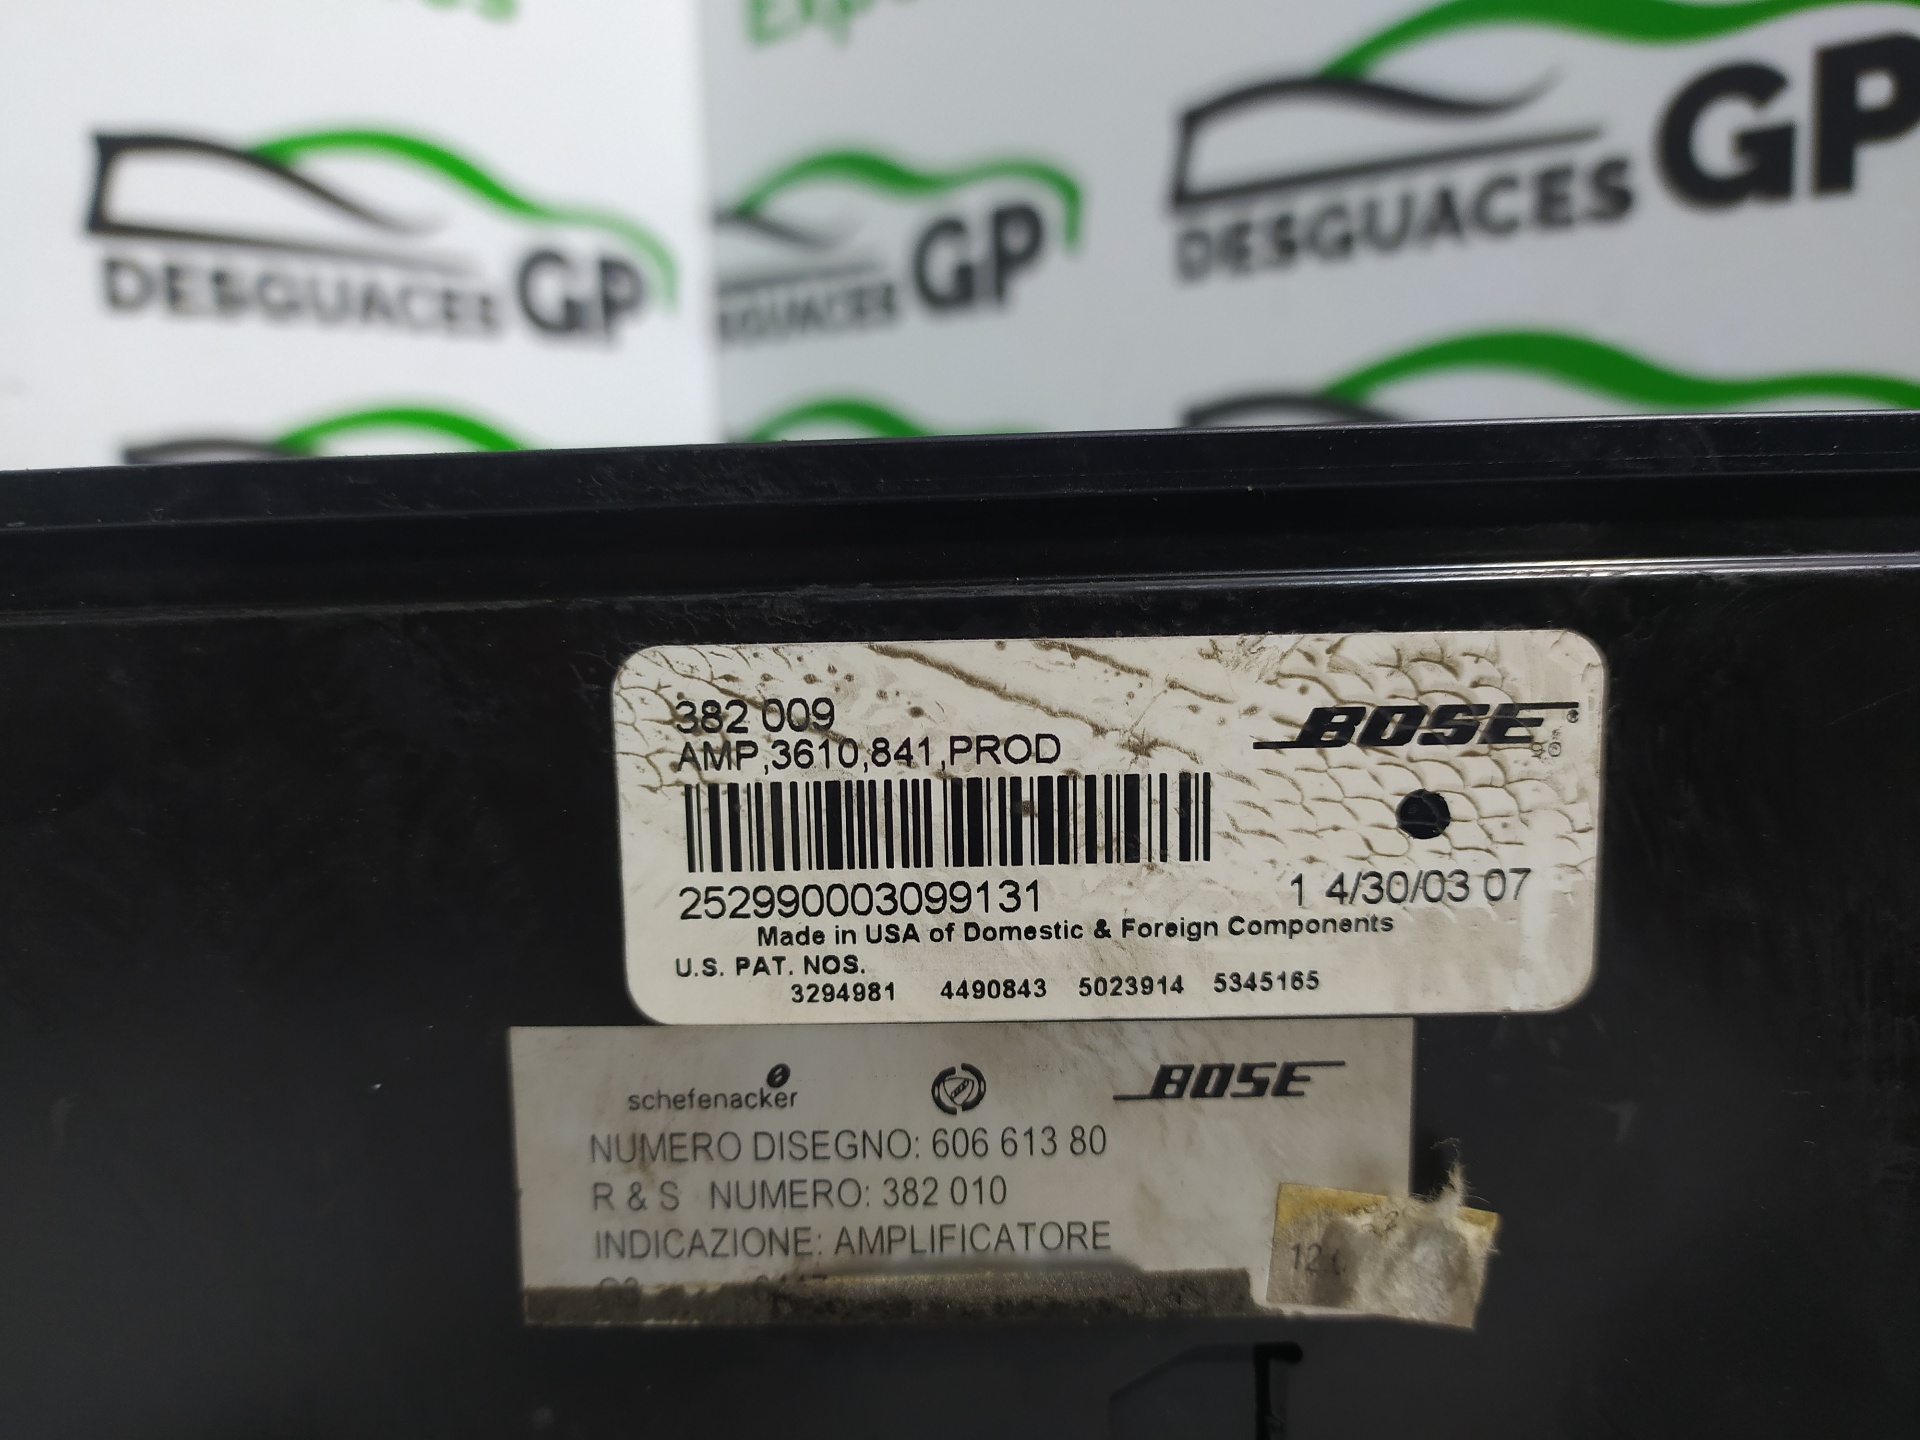 DESGUACES GP
GP
DESGUACES GP
382 009
AMP,3610,841,PROD
BOSE®
252990003099131
1 4/30/03 07
Made in USA of Domestic & Foreign Components
U.S. PAT. NOS.
3294981 4490843 5023914 5345165
schefenacker
BOSE
NUMERO DISEGNO: 606 613 80
R & S NUMERO: 382 010
INDICAZIONE: AMPLIFICATORE